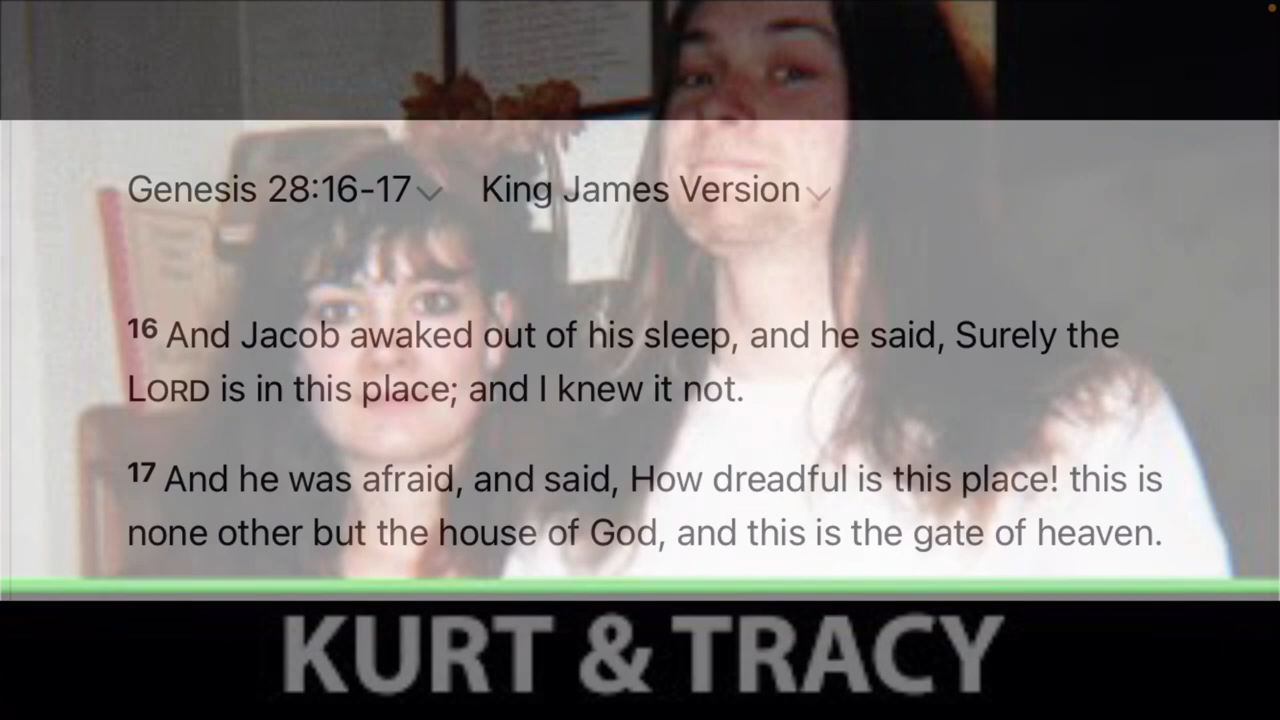 Genesis 28:16-17 King James Version
16 And Jacob awaked out of his sleep, and he said, Surely the
LORD is in this place; and I knew it not.
17 And he was afraid, and said, How dreadful is this place! this is
none other but the house of God, and this is the gate of heaven.
KURT & TRACY